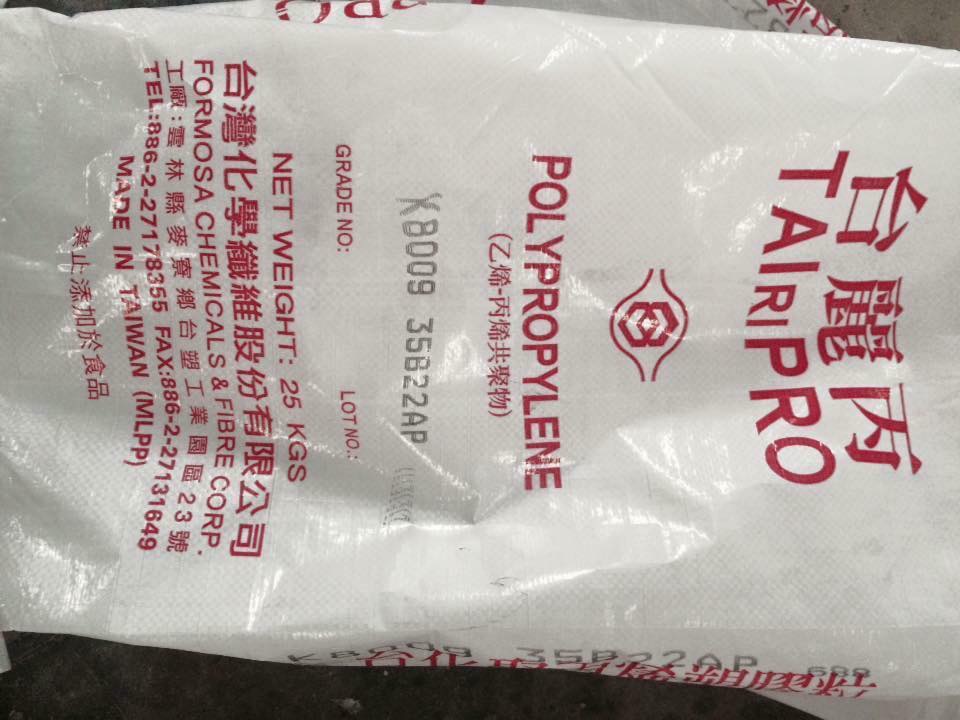 台麗丙
TAIRIPRO
POLYPROPYLENE
(乙烯-丙烯共聚物)
GRADE NO: LOT NO.:
K8009 35B22AP
NET WEIGHT: 25 KGS
台灣化學纖維股份有限公司
FORMOSA CHEMICALS & FIBRE CORP.
工廠:雲林縣麥寮鄉台塑工業園區23號
TEL:886-2-27178355 FAX:886-2-27131649
MADE IN TAIWAN (MLPP)
禁止添加於食品
K8009 35B22AP 689